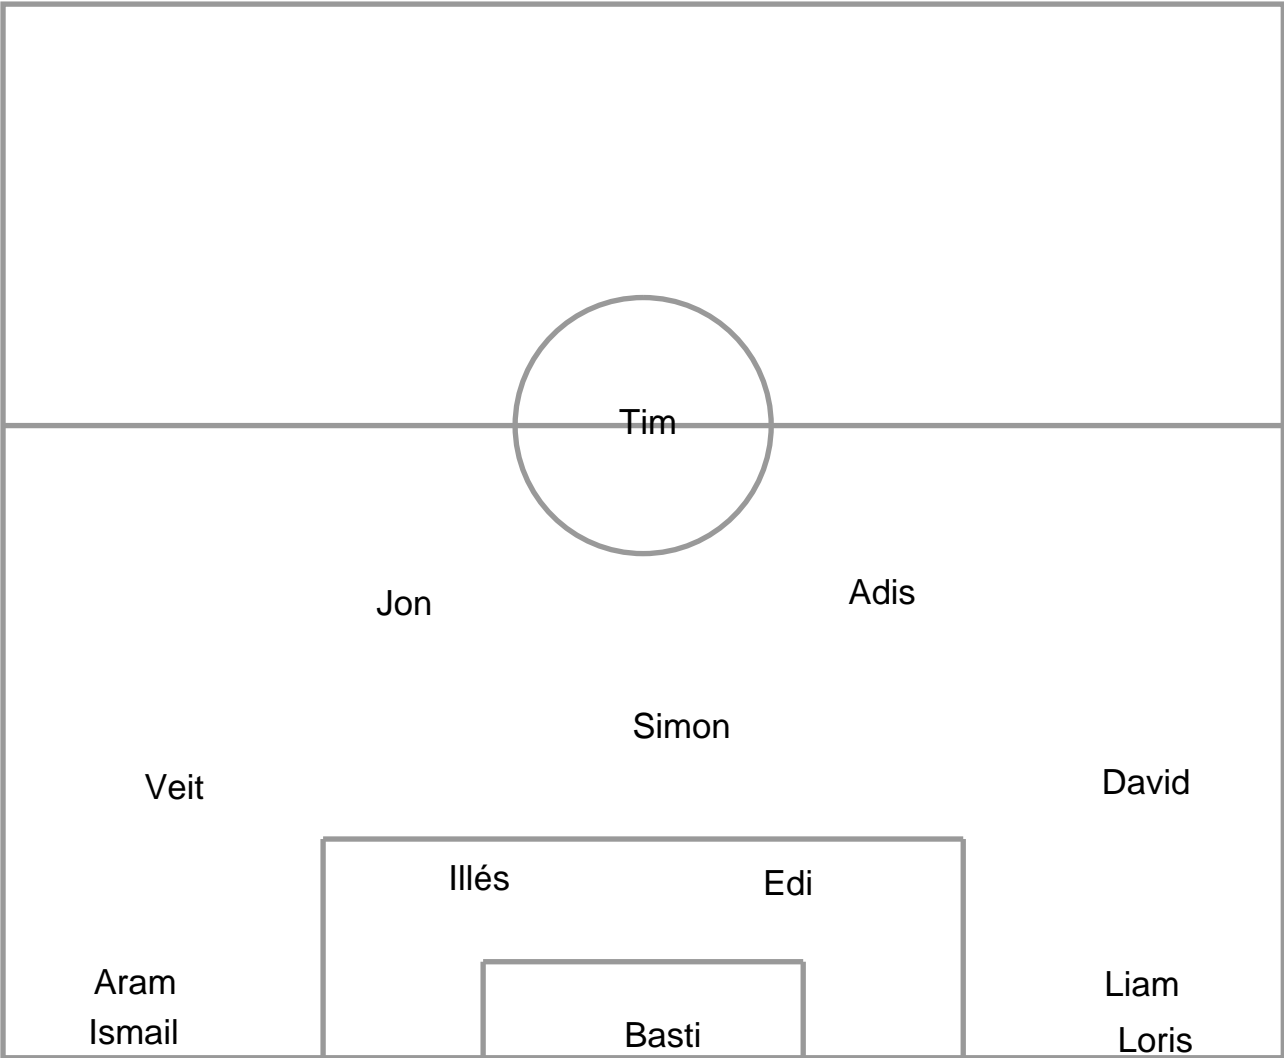 Tim
Jon
Adis
Simon
Veit
David
Illés
Edi
Aram
Liam
Ismail
Basti
Loris